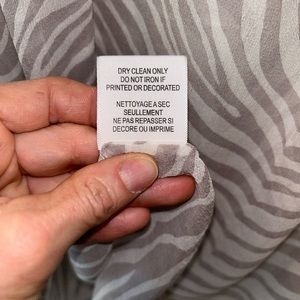 DRY CLEAN ONLY
DO NOT IRON IF
PRINTED OR DECORATED
NETTOYAGE A SEC
SEULLEMENT
NE PAS REPASSER SI
DECORE OU IMPRIME